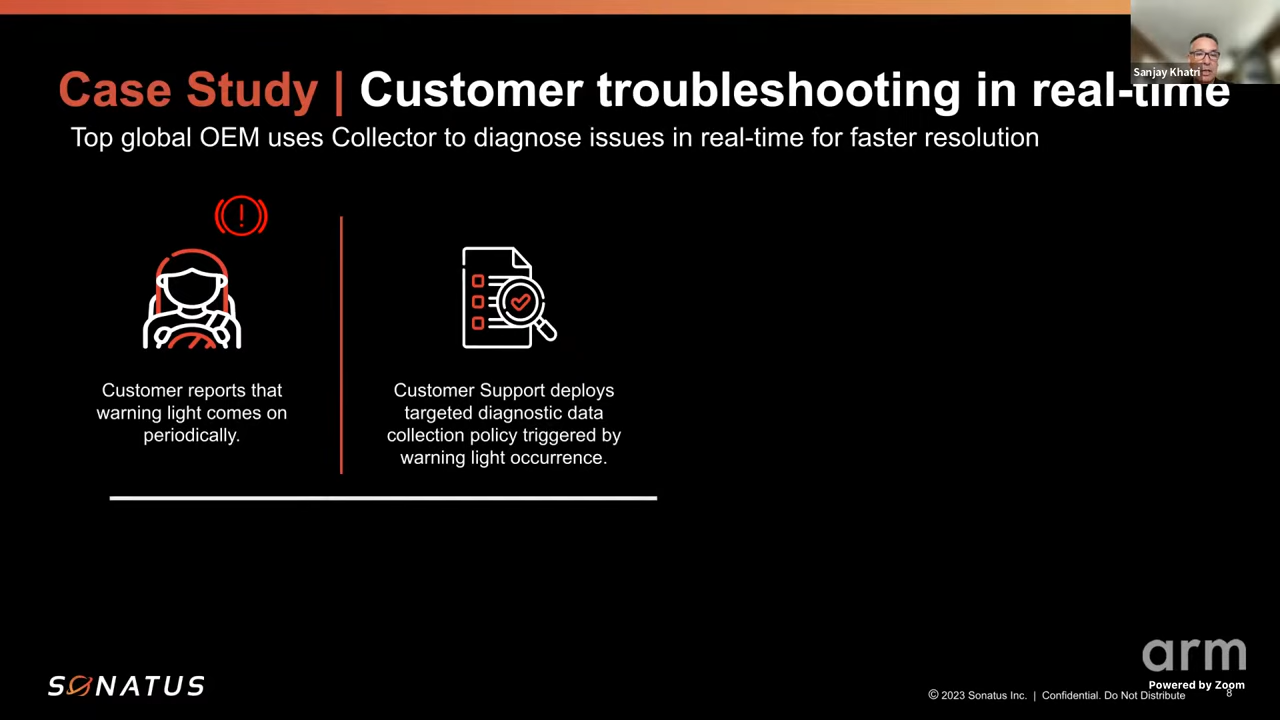 Sanjay Khatri
Case Study | Customer troubleshooting in real-time
Top global OEM uses Collector to diagnose issues in real-time for faster resolution
Customer reports that
warning light comes on
periodically.
Customer Support deploys
targeted diagnostic data
collection policy triggered by
warning light occurrence.
SONATUS
arm
Powered by Zoom
© 2023 Sonatus Inc. | Confidential. Do Not Distribute
8